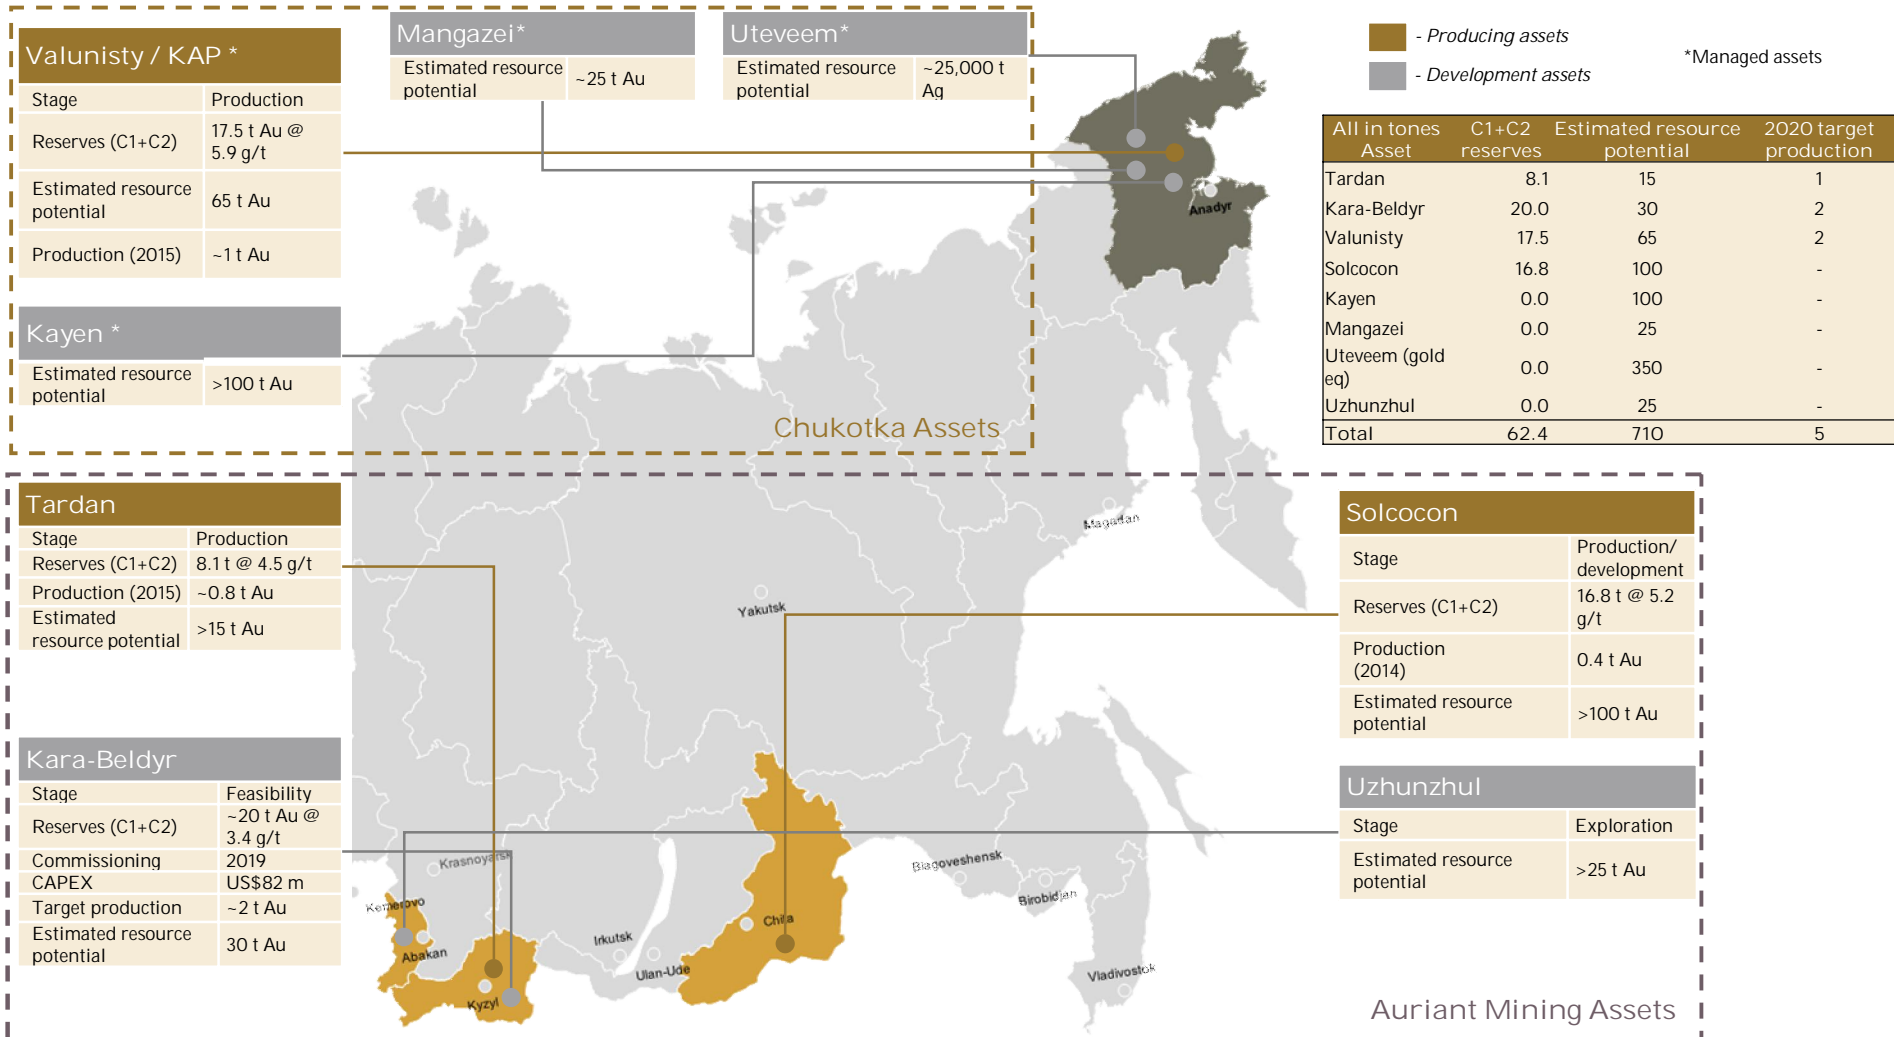 Valunisty / KAP *
Stage Production
Reserves (C1+C2) 17.5 t Au @
5.9 g/t
Estimated resource
potential 65 t Au
Production (2015) ~1 t Au
Mangazei*
Estimated resource
potential ~25 t Au
Uteveem*
Estimated resource ~25,000 t
potential Ag
Kayen *
Estimated resource
potential >100 t Au
Chukotka Assets
- Producing assets
- Development assets
*Managed assets
All in tones C1+C2 Estimated resource 2020 target
Asset reserves potential production
Tardan 8.1 15 1
Kara-Beldyr 20.0 30 2
Valunisty 17.5 65 2
Solcocon 16.8 100 -
Kayen 0.0 100 -
Mangazei 0.0 25 -
Uteveem (gold
eq) 0.0 350 -
Uzhunzhul 0.0 25 -
Total 62.4 710 5
Anadyr
Magadan
Yakutsk
Krasnoyarsk
Kemerovo
Abakan
Kyzyl
Irkutsk
Ulan-Ude
Chita
Blagoveshensk
Birobidjan
Vladivostok
Tardan
Stage Production
Reserves (C1+C2) 8.1 t @ 4.5 g/t
Production (2015) ~0.8 t Au
Estimated
resource potential >15 t Au
Kara-Beldyr
Stage Feasibility
Reserves (C1+C2) ~20 t Au @
3.4 g/t
Commissioning 2019
CAPEX US$82 m
Target production ~2 t Au
Estimated resource
potential 30 t Au
Solcocon
Stage Production/
development
Reserves (C1+C2) 16.8 t @ 5.2
g/t
Production
(2014) 0.4 t Au
Estimated resource
potential >100 t Au
Uzhunzhul
Stage Exploration
Estimated resource
potential >25 t Au
Auriant Mining Assets